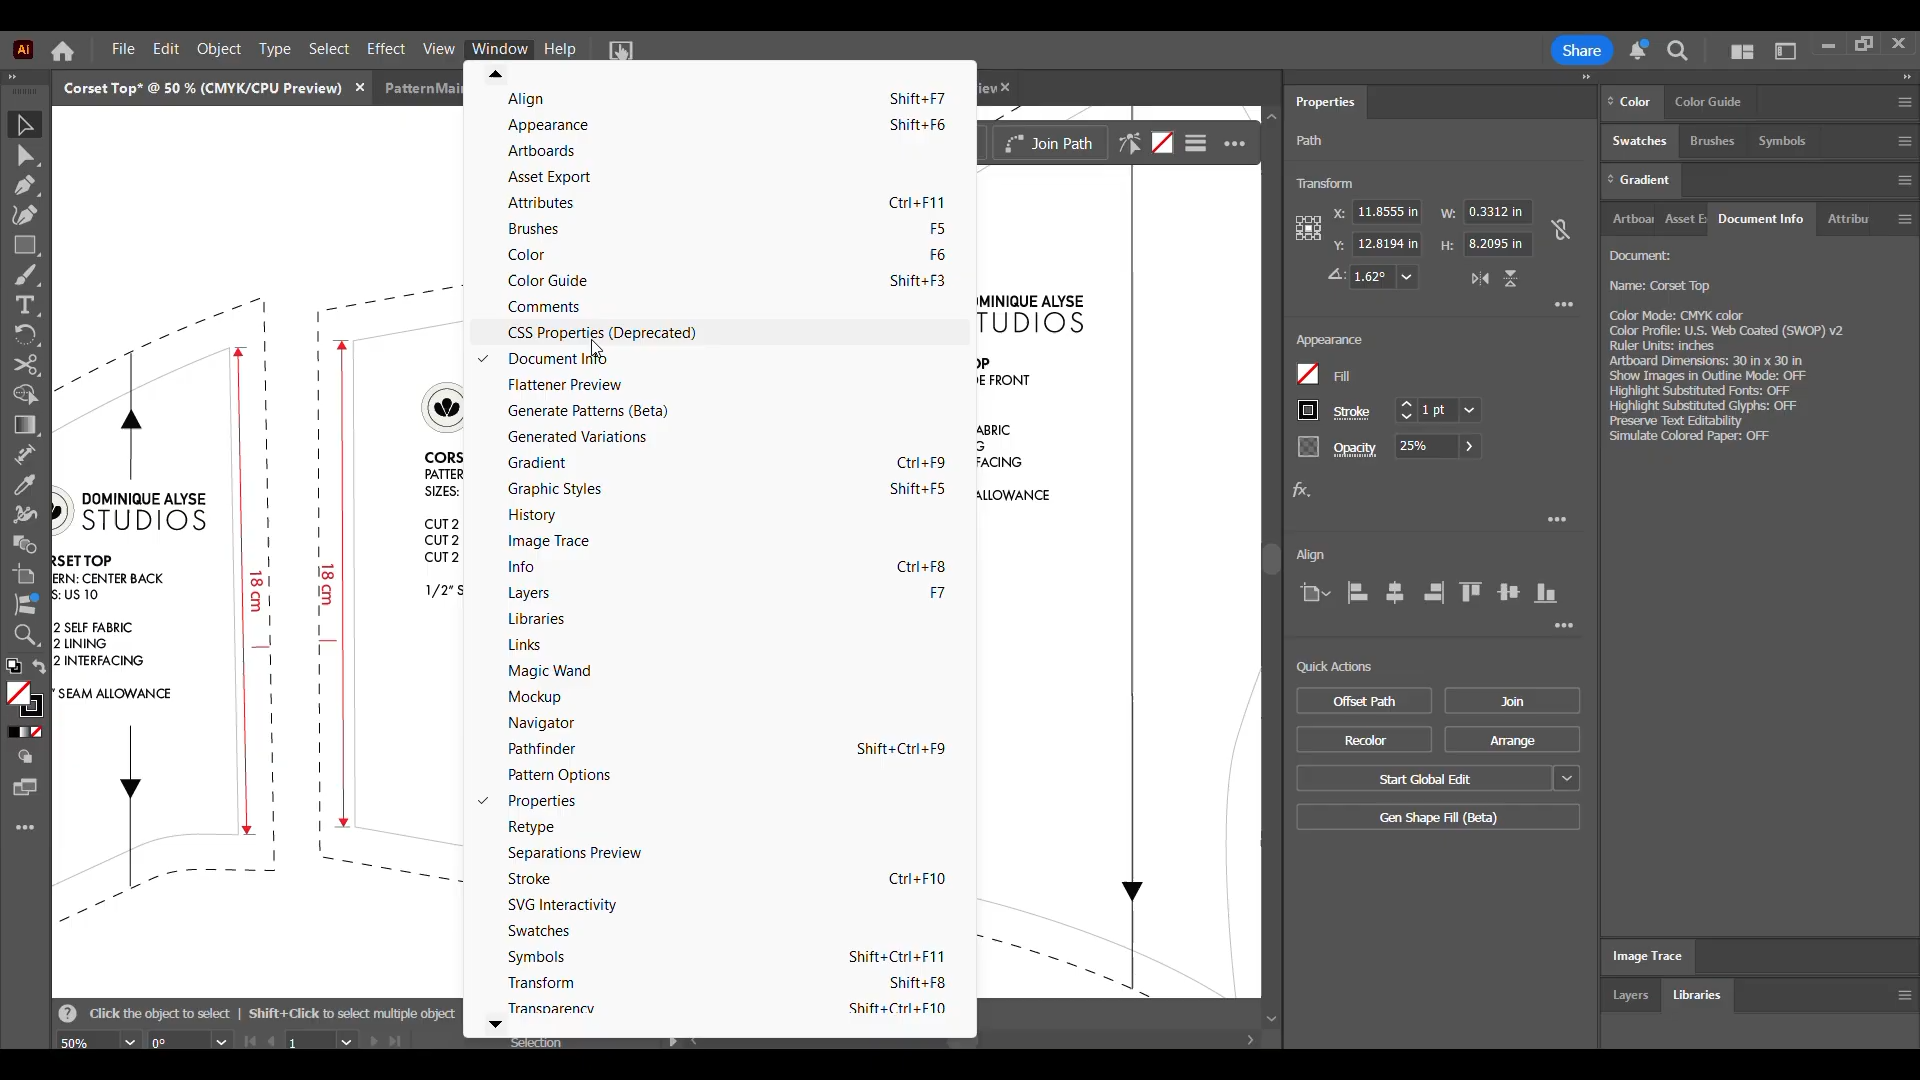 Ai
File Edit Object Type Select Effect View Window Help
Share
Corset Top* @ 50 % (CMYK/CPU Preview)
Join Path
Align Shift+F7
Appearance Shift+F6
Artboards
Asset Export
Attributes Ctrl+F11
Brushes F5
Color F6
Color Guide Shift+F3
Comments
CSS Properties (Deprecated)
Document Info
Flattener Preview
Generate Patterns (Beta)
Generated Variations
Gradient Ctrl+F9
Graphic Styles Shift+F5
History
Image Trace
Info Ctrl+F8
Layers F7
Libraries
Links
Magic Wand
Mockup
Navigator
Pathfinder Shift+Ctrl+F9
Pattern Options
Properties
Retype
Separations Preview
Stroke Ctrl+F10
SVG Interactivity
Swatches
Symbols Shift+Ctrl+F11
Transform Shift+F8
Transparency Shift+Ctrl+F10
DOMINIQUE ALYSE
STUDIOS
RSET TOP
ERN: CENTER BACK
S: US 10
2 SELF FABRIC
2 LINING
2 INTERFACING
" SEAM ALLOWANCE
18 cm
18 cm
CORS
PATTER
SIZES:
CUT 2
CUT 2
CUT 2
1/2" S
MINIQUE ALYSE
TUDIOS
OP
DE FRONT
ABRIC
G
FACING
ALLOWANCE
Click the object to select | Shift+Click to select multiple object
50% 0° 1 Selection
Properties
Path
Transform
X: 11.8555 in W: 0.3312 in
Y: 12.8194 in H: 8.2095 in
1.62°
Appearance
Fill
Stroke 1 pt
Opacity 25%
fx.
Align
Quick Actions
Offset Path Join
Recolor Arrange
Start Global Edit
Gen Shape Fill (Beta)
Color Color Guide
Swatches Brushes Symbols
Gradient
Artboar Asset E Document Info Attribu
Document:
Name: Corset Top
Color Mode: CMYK color
Color Profile: U.S. Web Coated (SWOP) v2
Ruler Units: inches
Artboard Dimensions: 30 in x 30 in
Show Images in Outline Mode: OFF
Highlight Substituted Fonts: OFF
Highlight Substituted Glyphs: OFF
Preserve Text Editability
Simulate Colored Paper: OFF
Image Trace
Layers Libraries